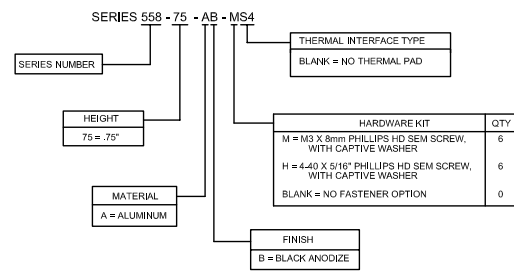 SERIES 558 - 75 - AB - MS4
THERMAL INTERFACE TYPE
BLANK = NO THERMAL PAD
SERIES NUMBER
HEIGHT
75 = .75"
HARDWARE KIT
QTY
M = M3 X 8mm PHILLIPS HD SEM SCREW,
WITH CAPTIVE WASHER
6
H = 4-40 X 5/16" PHILLIPS HD SEM SCREW,
WITH CAPTIVE WASHER
6
BLANK = NO FASTENER OPTION
0
MATERIAL
A = ALUMINUM
FINISH
B = BLACK ANODIZE